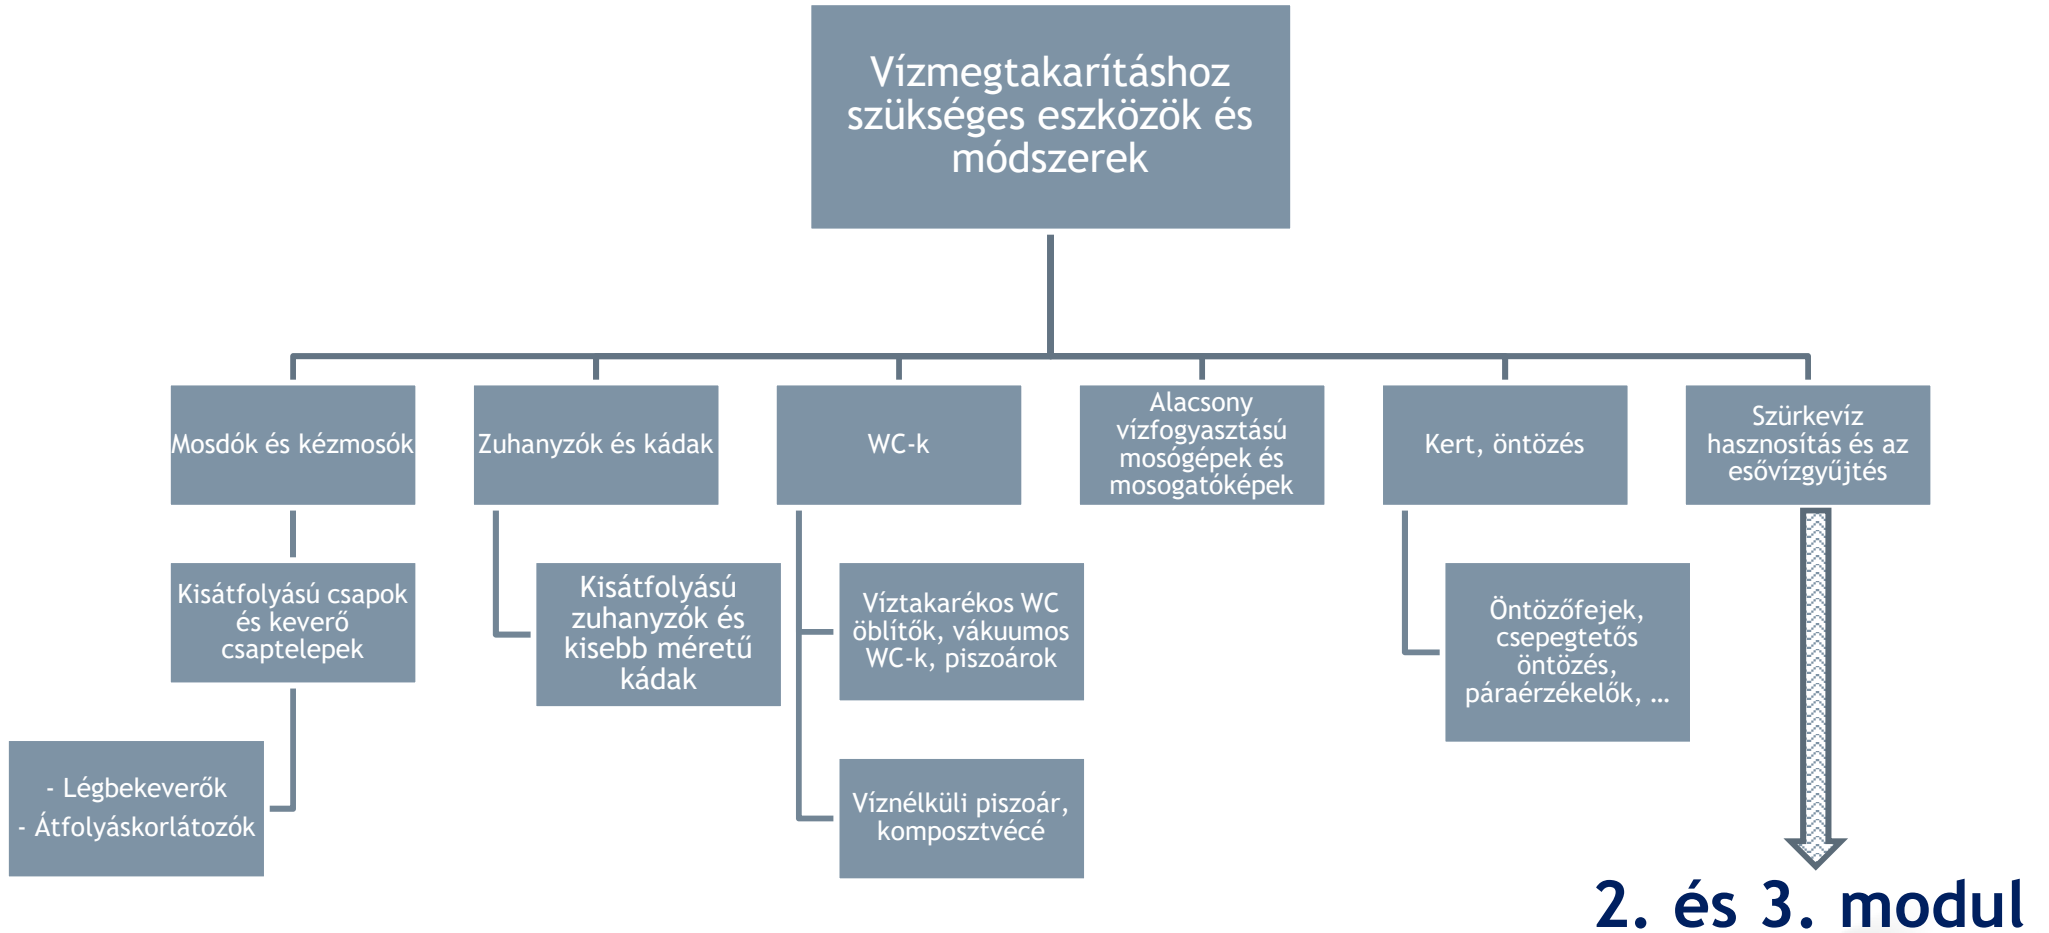 Vízmegtakarításhoz
szükséges eszközök és
módszerek
Mosdók és kézmosók
Zuhanyzók és kádak
WC-k
Alacsony
vízfogyasztású
mosógépek és
mosogatóképek
Kert, öntözés
Szürkevíz
hasznosítás és az
esővízgyűjtés
Kisátfolyású csapok
és keverő
csaptelepek
Kisátfolyású
zuhanyzók és
kisebb méretű
kádak
Víztakarékos WC
öblítők, vákuumos
WC-k, piszoárok
Öntözőfejek,
csepegtetős
öntözés,
páraérzékelők, …
- Légbekeverők
- Átfolyáskorlátozók
Víznélküli piszoár,
komposztvécé
2. és 3. modul